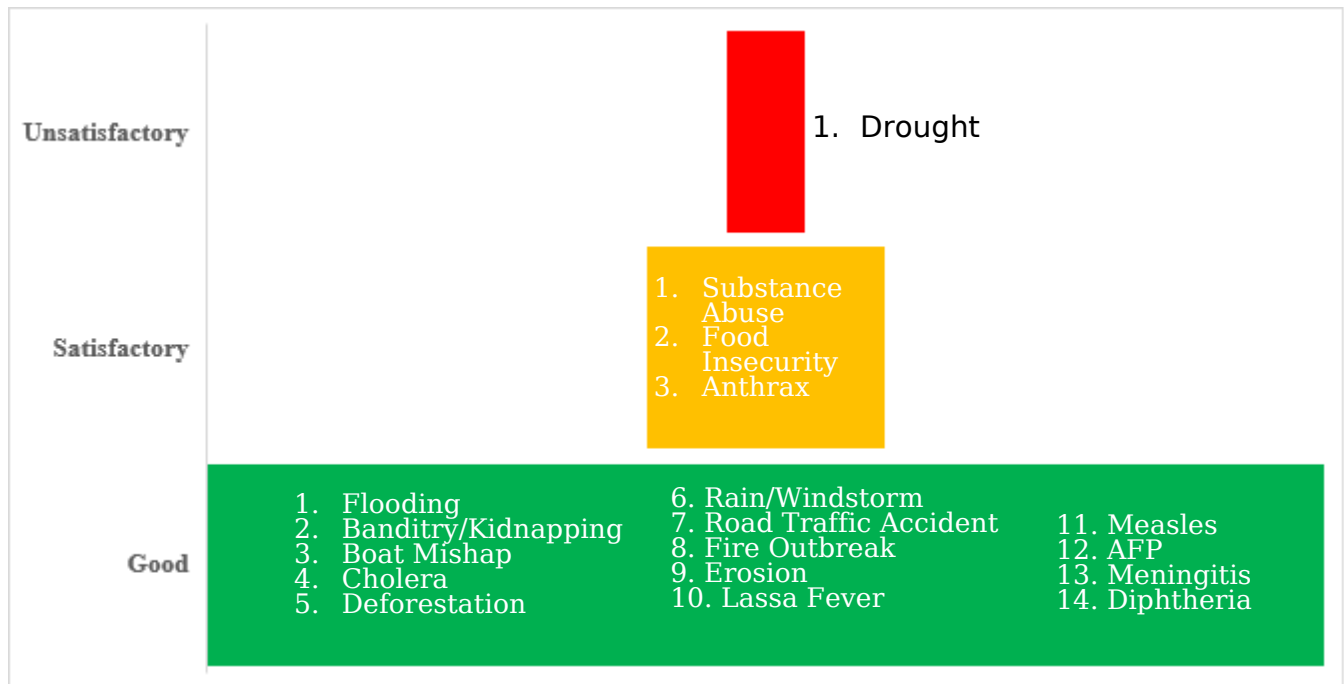 Unsatisfactory
1. Drought
Satisfactory
1. Substance
Abuse
2. Food
Insecurity
3. Anthrax
Good
1. Flooding
2. Banditry/Kidnapping
3. Boat Mishap
4. Cholera
5. Deforestation
6. Rain/Windstorm
7. Road Traffic Accident
8. Fire Outbreak
9. Erosion
10. Lassa Fever
11. Measles
12. AFP
13. Meningitis
14. Diphtheria